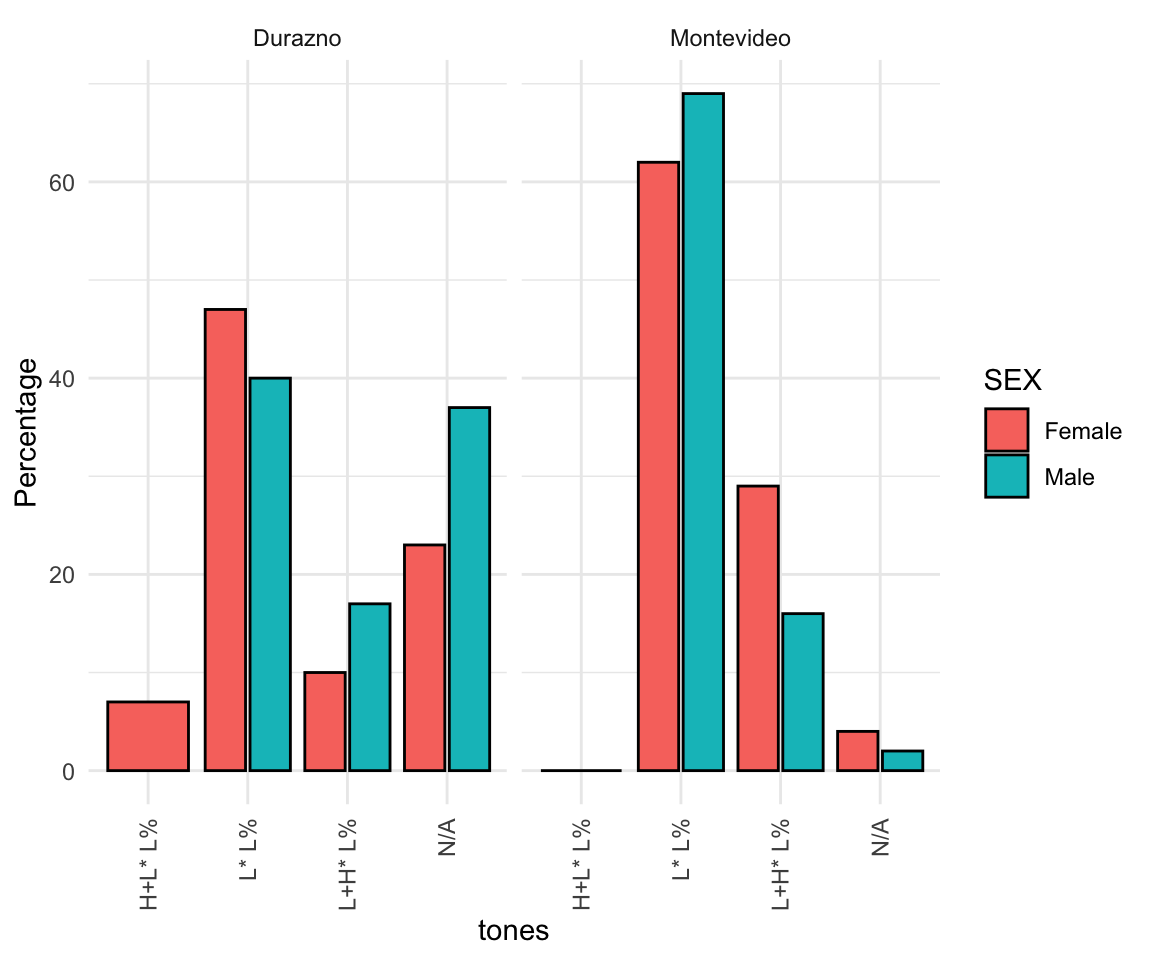 Durazno
Montevideo
Percentage
60
40
20
0
H+L* L%
L* L%
L+H* L%
N/A
H+L* L%
L* L%
L+H* L%
N/A
tones
SEX
Female
Male